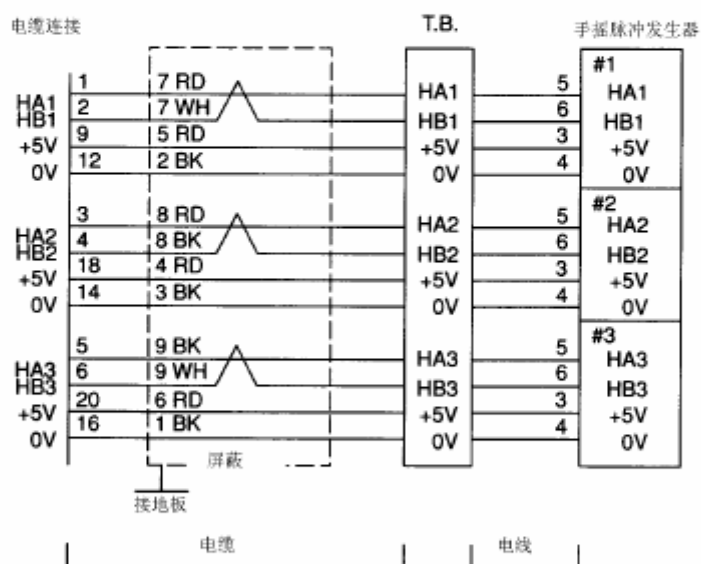 电缆连接 T.B. 手摇脉冲发生器
#1
HA1 1 7 RD HA1 5 HA1
HB1 2 7 WH HB1 6 HB1
+5V 9 5 RD +5V 3 +5V
0V 12 2 BK 0V 4 0V
#2
HA2 3 8 RD HA2 5 HA2
HB2 4 8 BK HB2 6 HB2
+5V 18 4 RD +5V 3 +5V
0V 14 3 BK 0V 4 0V
#3
HA3 5 9 BK HA3 5 HA3
HB3 6 9 WH HB3 6 HB3
+5V 20 6 RD +5V 3 +5V
0V 16 1 BK 0V 4 0V
屏蔽
接地板
电缆 电线